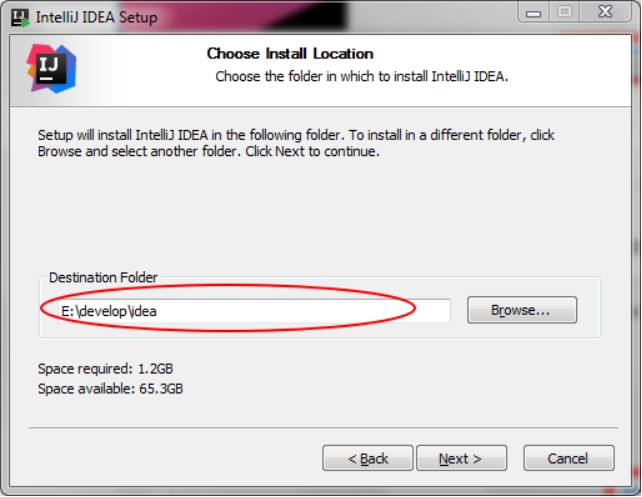 IntelliJ IDEA Setup
IJ
Choose Install Location
Choose the folder in which to install IntelliJ IDEA.
Setup will install IntelliJ IDEA in the following folder. To install in a different folder, click
Browse and select another folder. Click Next to continue.
Destination Folder
E:\develop\idea
Browse...
Space required: 1.2GB
Space available: 65.3GB
< Back
Next >
Cancel